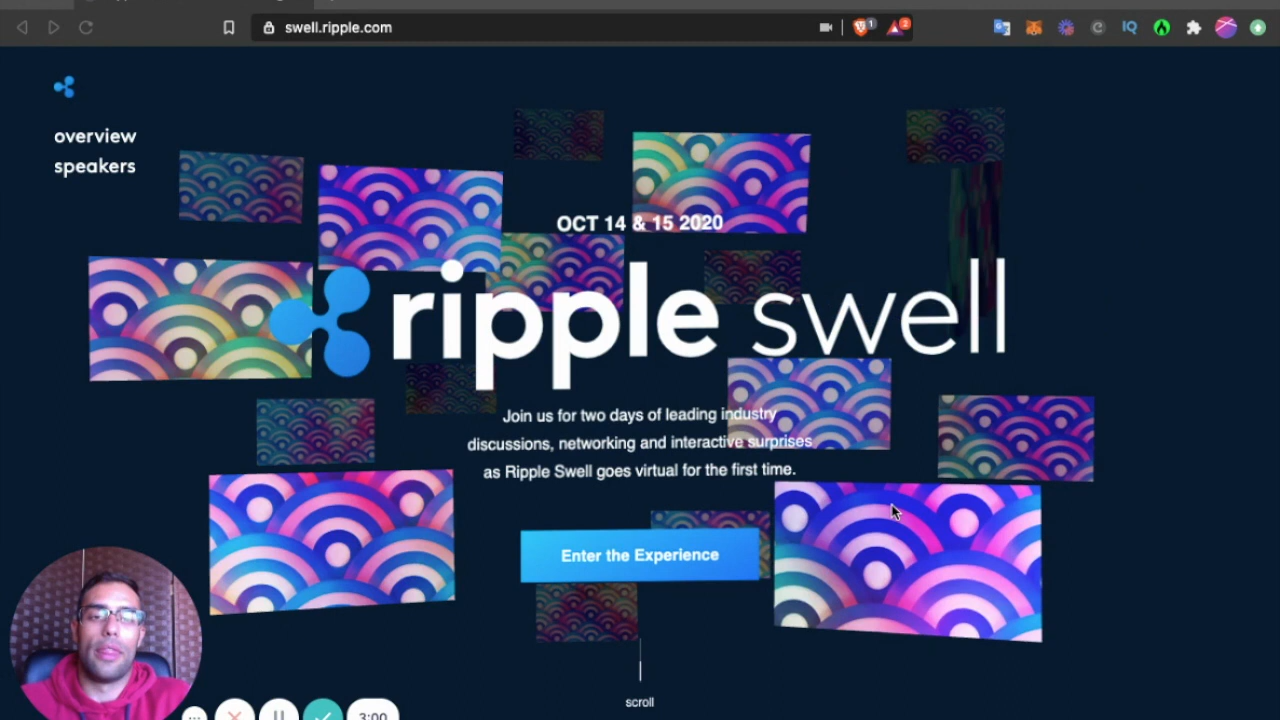 swell.ripple.com
1
2
overview
speakers
OCT 14 & 15 2020
ripple swell
Join us for two days of leading industry
discussions, networking and interactive surprises
as Ripple Swell goes virtual for the first time.
Enter the Experience
scroll
3:00